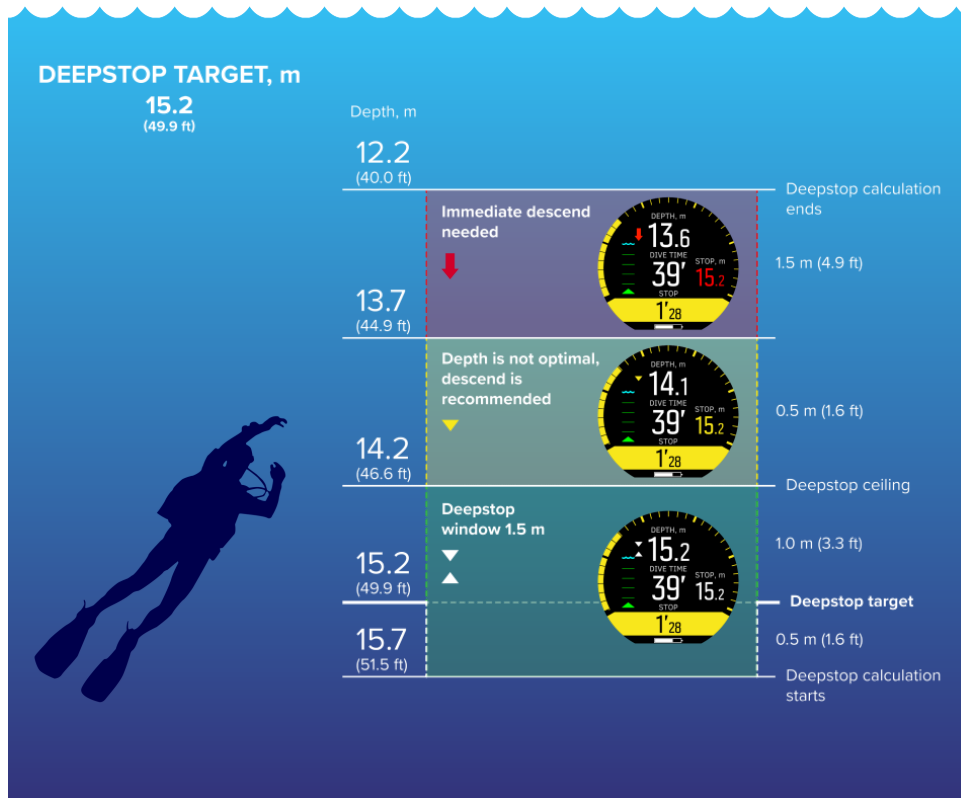 DEEPSTOP TARGET, m
15.2
(49.9 ft)
Depth, m
12.2
(40.0 ft)
Deepstop calculation
ends
Immediate descend
needed
DEPTH, m
13.6
DIVE TIME
39'
STOP, m
15.2
STOP
1'28
1.5 m (4.9 ft)
13.7
(44.9 ft)
Depth is not optimal,
descend is
recommended
DEPTH, m
14.1
DIVE TIME
39'
STOP, m
15.2
STOP
1'28
0.5 m (1.6 ft)
14.2
(46.6 ft)
Deepstop ceiling
Deepstop
window 1.5 m
DEPTH, m
15.2
DIVE TIME
39'
STOP, m
15.2
STOP
1'28
1.0 m (3.3 ft)
15.2
(49.9 ft)
Deepstop target
15.7
(51.5 ft)
0.5 m (1.6 ft)
Deepstop calculation
starts